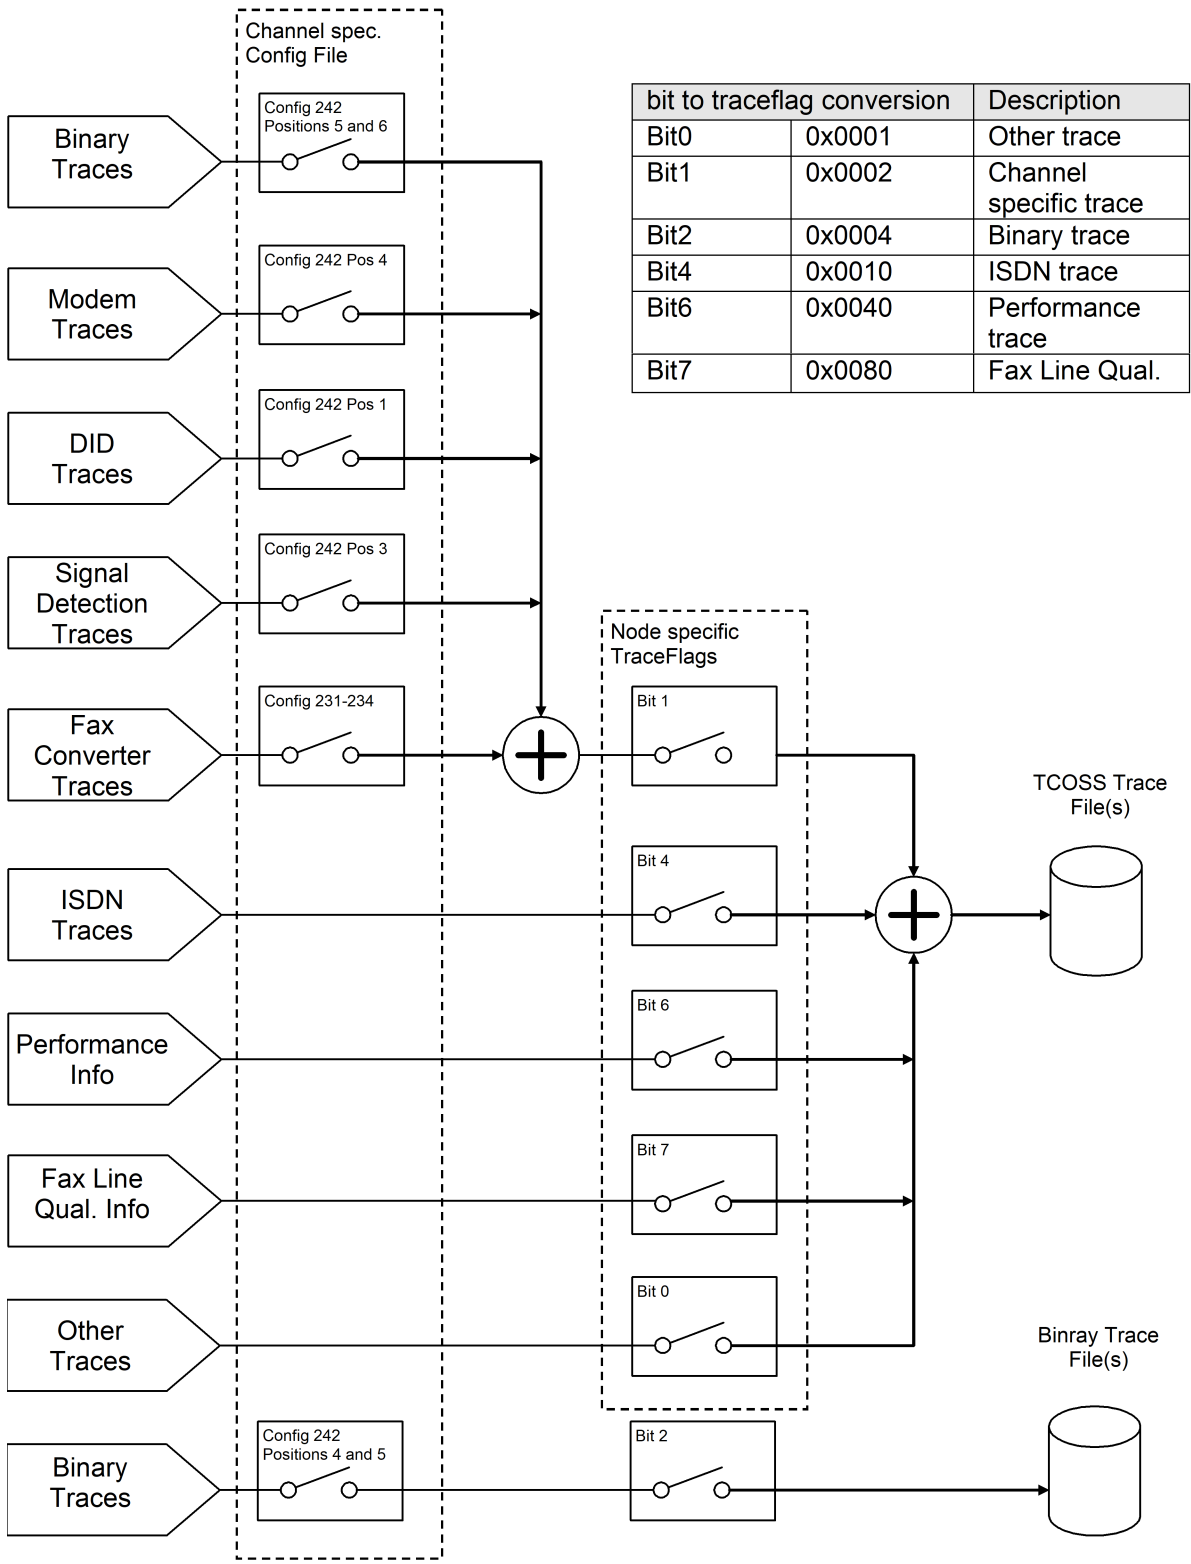 Channel spec.
Config File
Binary
Traces
Config 242
Positions 5 and 6
Modem
Traces
Config 242 Pos 4
DID
Traces
Config 242 Pos 1
Signal
Detection
Traces
Config 242 Pos 3
Fax
Converter
Traces
Config 231-234
bit to traceflag conversion Description
Bit0 0x0001 Other trace
Bit1 0x0002 Channel
specific trace
Bit2 0x0004 Binary trace
Bit4 0x0010 ISDN trace
Bit6 0x0040 Performance
trace
Bit7 0x0080 Fax Line Qual.
Node specific
TraceFlags
Bit 1
TCOSS Trace
File(s)
ISDN
Traces
Bit 4
Performance
Info
Bit 6
Fax Line
Qual. Info
Bit 7
Other
Traces
Bit 0
Binray Trace
File(s)
Binary
Traces
Config 242
Positions 4 and 5
Bit 2